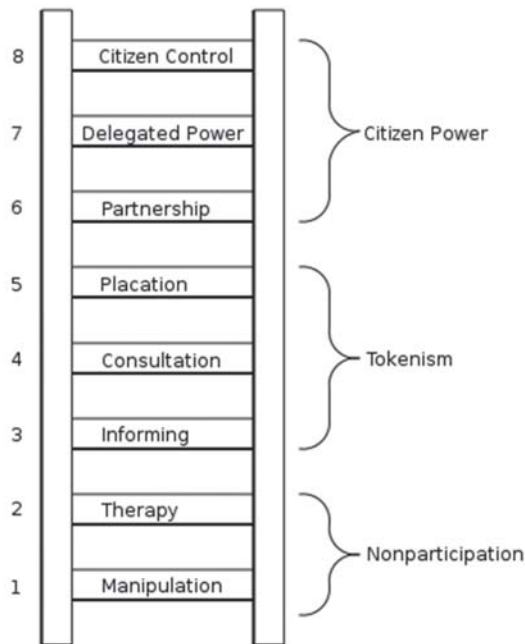 8 Citizen Control
7 Delegated Power
Citizen Power
6 Partnership
5 Placation
4 Consultation
Tokenism
3 Informing
2 Therapy
Nonparticipation
1 Manipulation